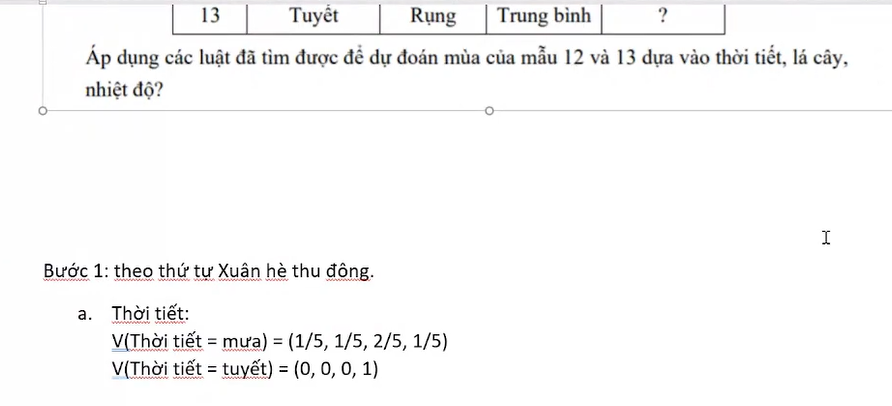 13 Tuyết Rụng Trung bình ?
Áp dụng các luật đã tìm được để dự đoán mùa của mẫu 12 và 13 dựa vào thời tiết, lá cây,
nhiệt độ?
Bước 1: theo thứ tự Xuân hè thu đông.
a. Thời tiết:
V(Thời tiết = mưa) = (1/5, 1/5, 2/5, 1/5)
V(Thời tiết = tuyết) = (0, 0, 0, 1)